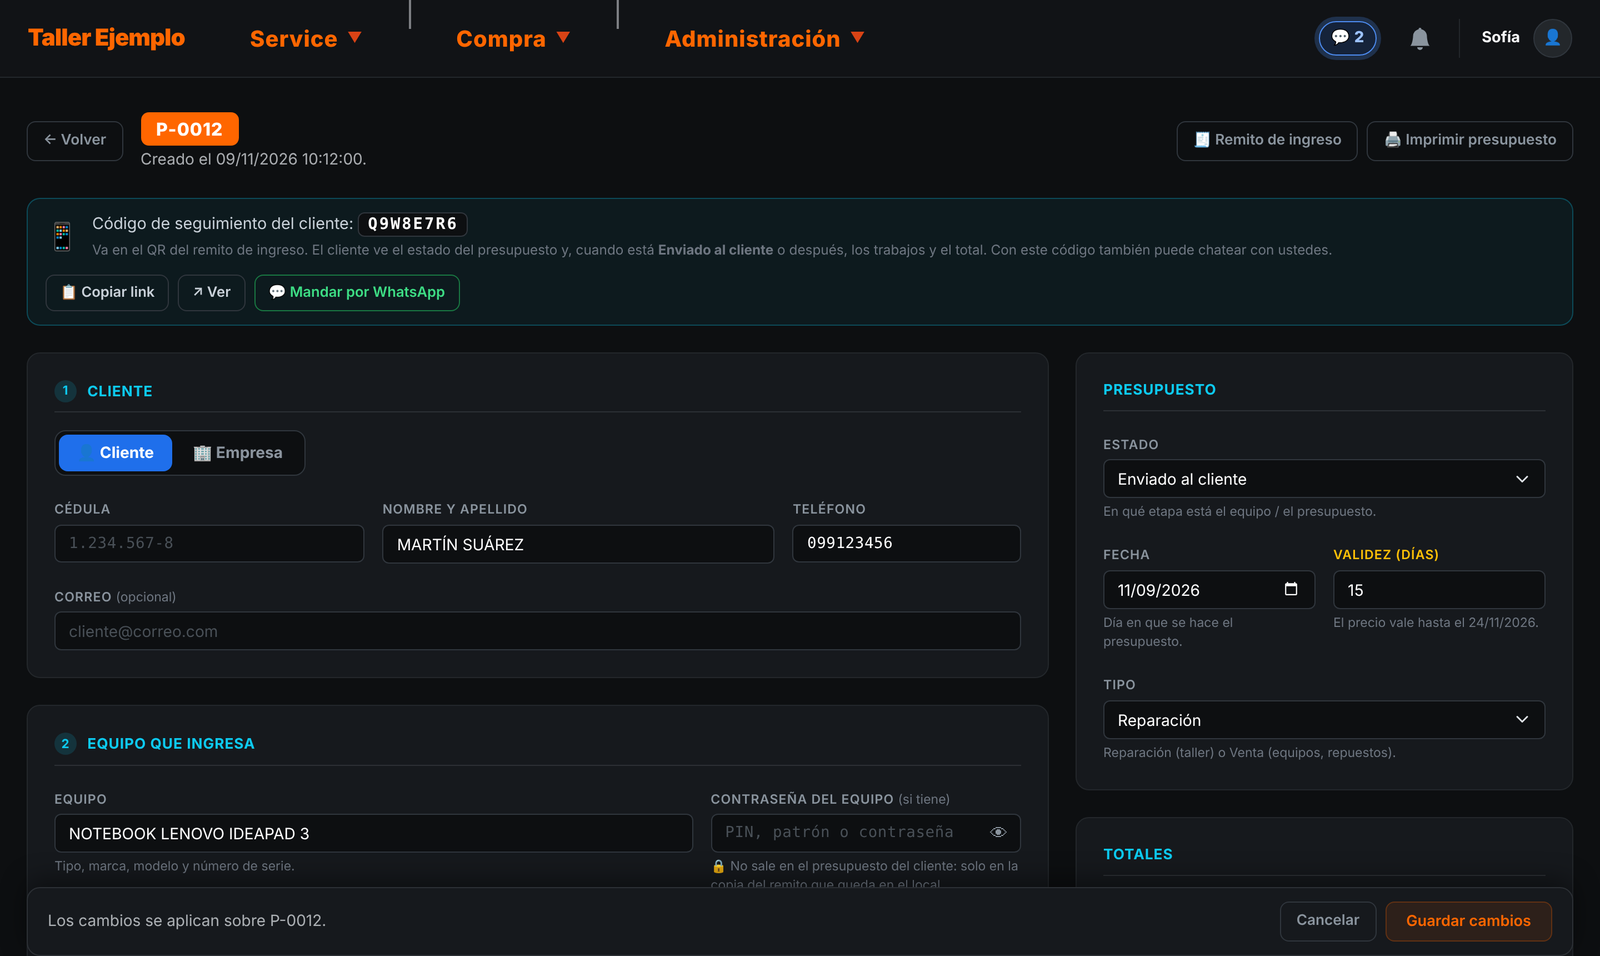 Taller Ejemplo
Service ▼
Compra ▼
Administración ▼
💬 2
Sofía
← Volver
P-0012
Creado el 09/11/2026 10:12:00.
🧾 Remito de ingreso
🖨️ Imprimir presupuesto
Código de seguimiento del cliente: Q9W8E7R6
Va en el QR del remito de ingreso. El cliente ve el estado del presupuesto y, cuando está Enviado al cliente o después, los trabajos y el total. Con este código también puede chatear con ustedes.
📋 Copiar link
↗ Ver
💬 Mandar por WhatsApp
1 CLIENTE
Cliente
🏢 Empresa
CÉDULA
NOMBRE Y APELLIDO
TELÉFONO
1.234.567-8
MARTÍN SUÁREZ
099123456
CORREO (opcional)
cliente@correo.com
2 EQUIPO QUE INGRESA
EQUIPO
CONTRASEÑA DEL EQUIPO (si tiene)
NOTEBOOK LENOVO IDEAPAD 3
PIN, patrón o contraseña
Tipo, marca, modelo y número de serie.
🔒 No sale en el presupuesto del cliente: solo en la
copia del remito que queda en el local.
PRESUPUESTO
ESTADO
Enviado al cliente
En qué etapa está el equipo / el presupuesto.
FECHA
VALIDEZ (DÍAS)
11/09/2026
15
Día en que se hace el
presupuesto.
El precio vale hasta el 24/11/2026.
TIPO
Reparación
Reparación (taller) o Venta (equipos, repuestos).
TOTALES
Los cambios se aplican sobre P-0012.
Cancelar
Guardar cambios